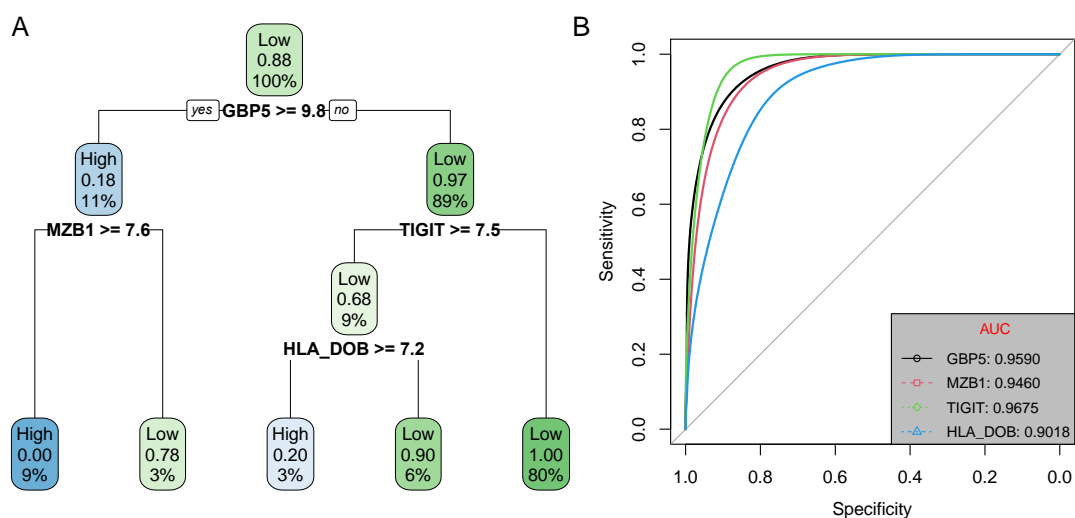 A
Low
0.88
100%
yes GBP5 >= 9.8 no
High
0.18
11%
Low
0.97
89%
MZB1 >= 7.6
TIGIT >= 7.5
Low
0.68
9%
HLA_DOB >= 7.2
High
0.00
9%
Low
0.78
3%
High
0.20
3%
Low
0.90
6%
Low
1.00
80%
B
Sensitivity
1.0
0.8
0.6
0.4
0.2
0.0
AUC
GBP5: 0.9590
MZB1: 0.9460
TIGIT: 0.9675
HLA_DOB: 0.9018
1.0 0.8 0.6 0.4 0.2 0.0
Specificity